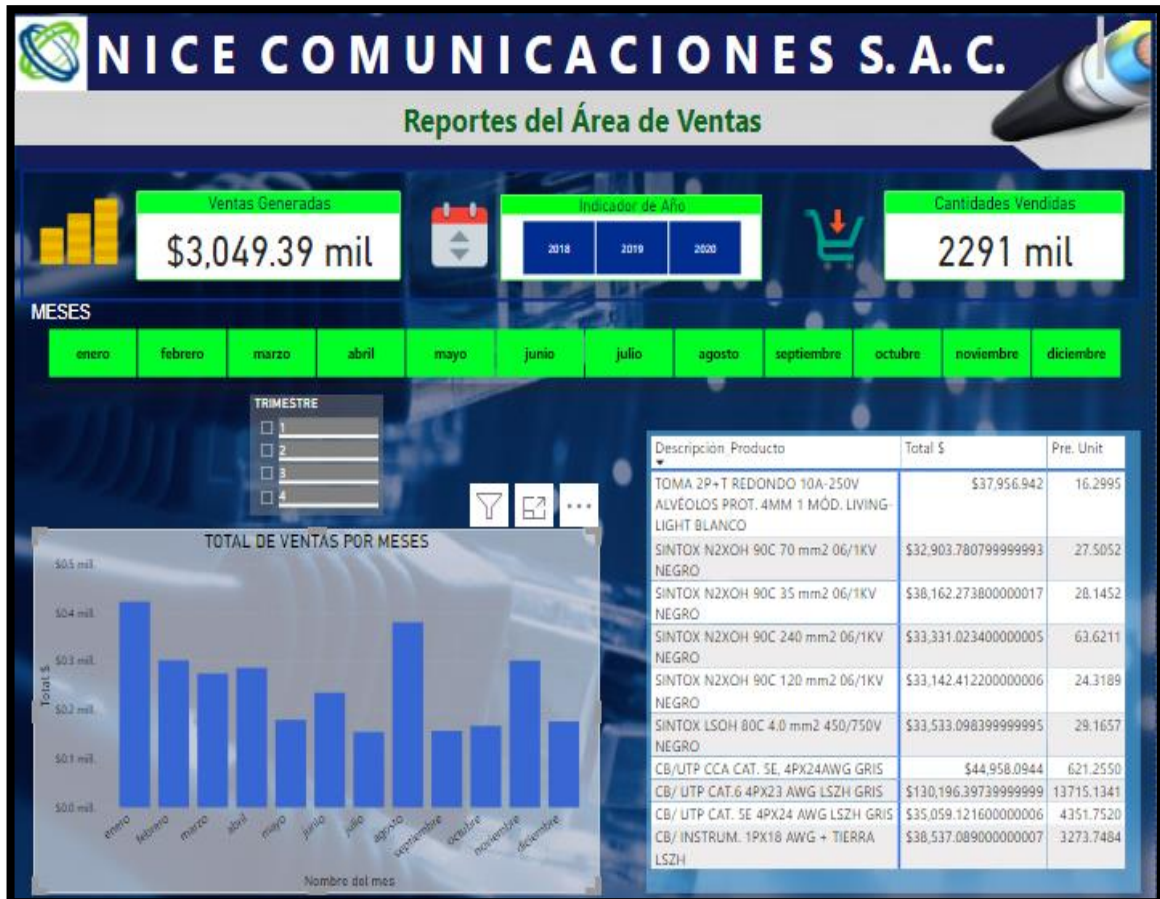 NICE COMUNICACIONES S. A. C.
Reportes del Área de Ventas
Ventas Generadas
$3,049.39 mil
Indicador de Año
2018 2019 2020
Cantidades Vendidas
2291 mil
MESES
enero febrero marzo abril mayo junio julio agosto septiembre octubre noviembre diciembre
TRIMESTRE
1
2
3
4
TOTAL DE VENTAS POR MESES
$0.5 mill.
$0.4 mill.
$0.3 mill.
$0.2 mill.
$0.1 mill.
$0.0 mill.
Total $
enero febrero marzo abril mayo junio julio agosto septiembre octubre noviembre diciembre
Nombre del mes
Descripción_Producto Total $ Pre. Unit
TOMA 2P+T REDONDO 10A-250V $37,956.942 16.2995
ALVÉOLOS PROT. 4MM 1 MÓD. LIVING-
LIGHT BLANCO
SINTOX N2XOH 90C 70 mm2 06/1KV $32,903.780799999993 27.5052
NEGRO
SINTOX N2XOH 90C 35 mm2 06/1KV $38,162.273800000017 28.1452
NEGRO
SINTOX N2XOH 90C 240 mm2 06/1KV $33,331.023400000005 63.6211
NEGRO
SINTOX N2XOH 90C 120 mm2 06/1KV $33,142.412200000006 24.3189
NEGRO
SINTOX LSOH 80C 4.0 mm2 450/750V $33,533.098399999995 29.1657
NEGRO
CB/UTP CCA CAT. 5E, 4PX24AWG GRIS $44,958.0944 621.2550
CB/ UTP CAT.6 4PX23 AWG LSZH GRIS $130,196.39739999999 13715.1341
CB/ UTP CAT. 5E 4PX24 AWG LSZH GRIS $35,059.121600000006 4351.7520
CB/ INSTRUM. 1PX18 AWG + TIERRA $38,537.089000000007 3273.7484
LSZH